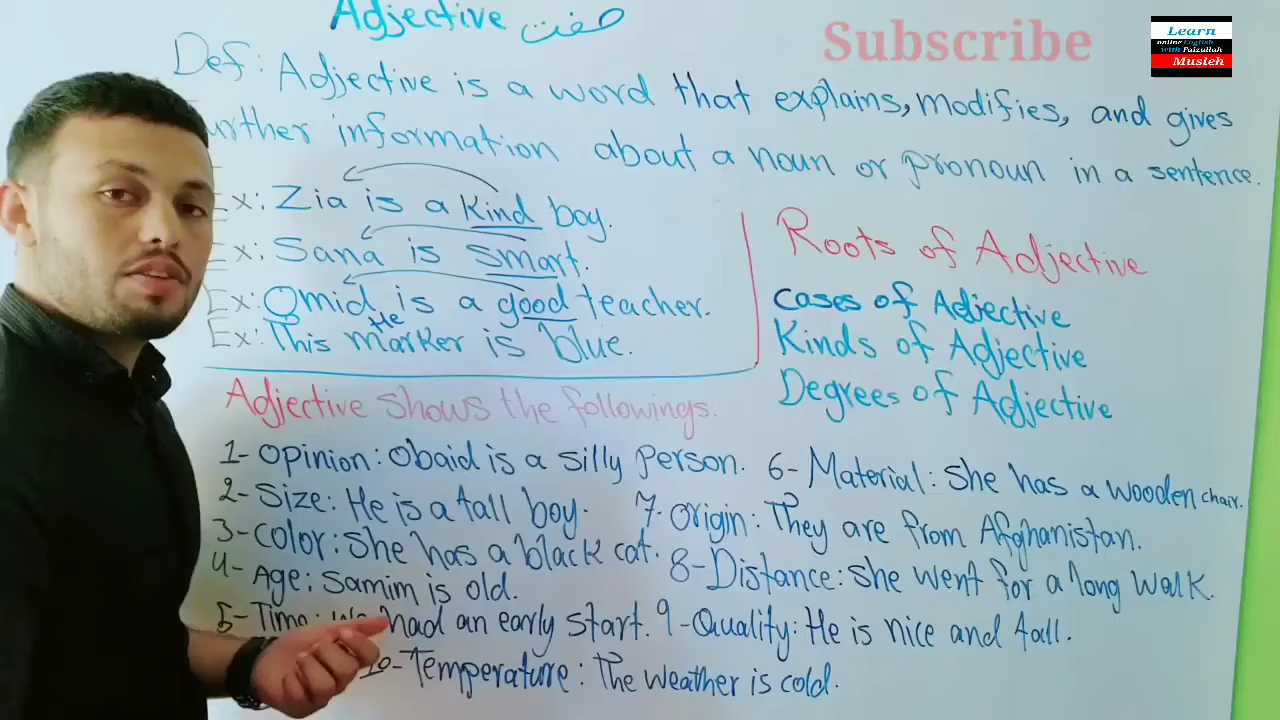 Adjective صفت
Subscribe
Learn
online English
with Faizullah
Musleh
Def: Adjective is a word that explains, modifies, and gives
urther information about a noun or pronoun in a sentence.
Ex: Zia is a kind boy.
Ex: Sana is smart.
Ex: Omid is a good teacher.
He
Ex: This marker is blue.
Roots of Adjective
Cases of Adjective
Kinds of Adjective
Degrees of Adjective
Adjective shows the followings.
1- Opinion: Obaid is a silly person.
2- Size: He is a tall boy.
3- Color: She has a black cat.
4- Age: Samim is old.
5- Time: We had an early start.
6- Material: She has a wooden chair.
7. Origin: They are from Afghanistan.
8- Distance: She went for a long walk.
9- Quality: He is nice and tall.
10- Temperature: The weather is cold.